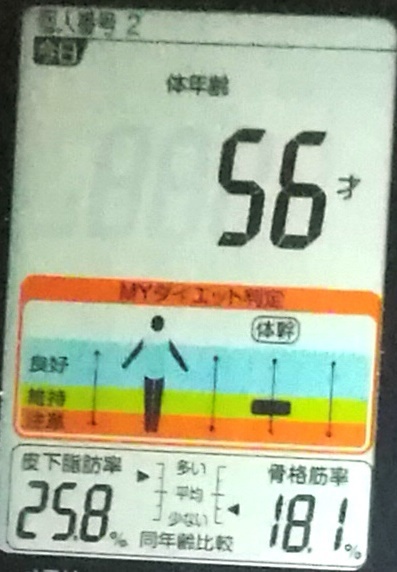 個人番号 2
今日
体年齢
56才
MYダイエット判定
体幹
良好
維持
注意
皮下脂肪率
25.8%
多い
平均
少ない
同年齢比較
骨格筋率
18.1%